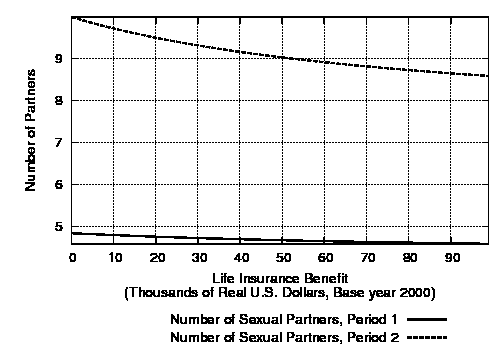 9
8
7
6
5
Number of Partners
0 10 20 30 40 50 60 70 80 90
Life Insurance Benefit
(Thousands of Real U.S. Dollars, Base year 2000)
Number of Sexual Partners, Period 1
Number of Sexual Partners, Period 2